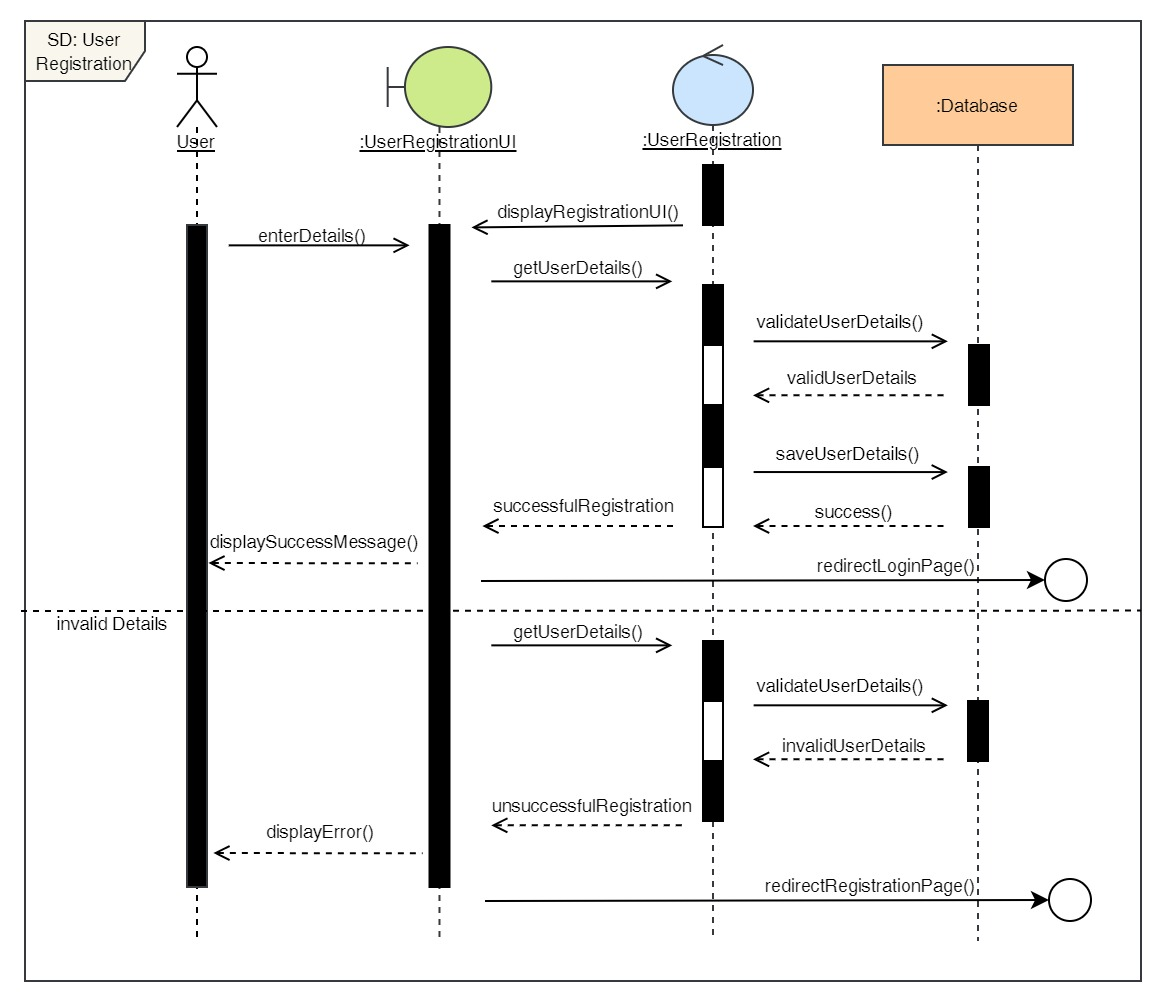 SD: User
Registration
User
:UserRegistrationUI
:UserRegistration
:Database
displayRegistrationUI()
enterDetails()
getUserDetails()
validateUserDetails()
validUserDetails
saveUserDetails()
successfulRegistration
success()
displaySuccessMessage()
redirectLoginPage()
invalid Details
getUserDetails()
validateUserDetails()
invalidUserDetails
unsuccessfulRegistration
displayError()
redirectRegistrationPage()